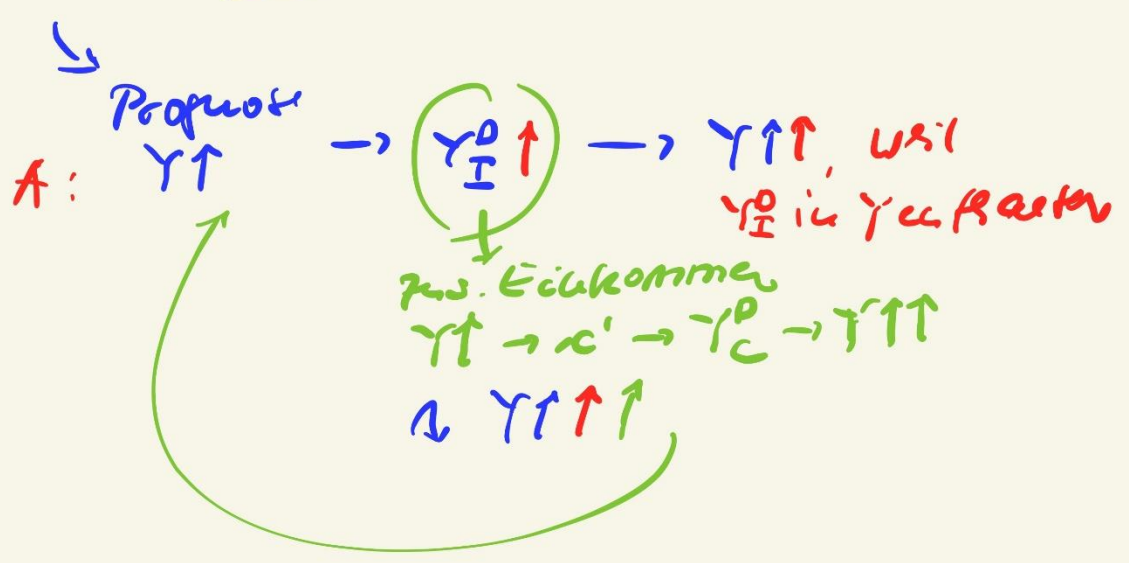 Prognose
A: Y↑ → Y^D_I ↑ → Y↑↑, weil
Y^D_I in Y enthalten
zus. Einkommen
Y↑ → c' → Y^D_C → Y↑↑
Y↑↑↑